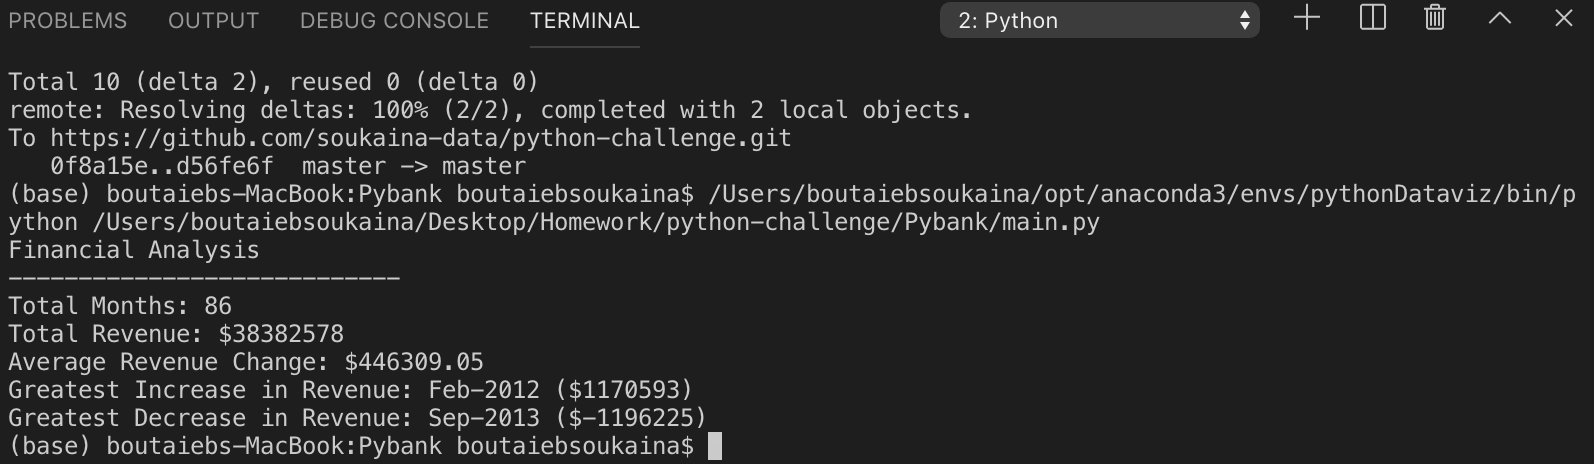 PROBLEMS OUTPUT DEBUG CONSOLE TERMINAL 2: Python
Total 10 (delta 2), reused 0 (delta 0)
remote: Resolving deltas: 100% (2/2), completed with 2 local objects.
To https://github.com/soukaina-data/python-challenge.git
   0f8a15e..d56fe6f  master -> master
(base) boutaiebs-MacBook:Pybank boutaiebsoukaina$ /Users/boutaiebsoukaina/opt/anaconda3/envs/pythonDataviz/bin/p
ython /Users/boutaiebsoukaina/Desktop/Homework/python-challenge/Pybank/main.py
Financial Analysis
----------------------------
Total Months: 86
Total Revenue: $38382578
Average Revenue Change: $446309.05
Greatest Increase in Revenue: Feb-2012 ($1170593)
Greatest Decrease in Revenue: Sep-2013 ($-1196225)
(base) boutaiebs-MacBook:Pybank boutaiebsoukaina$